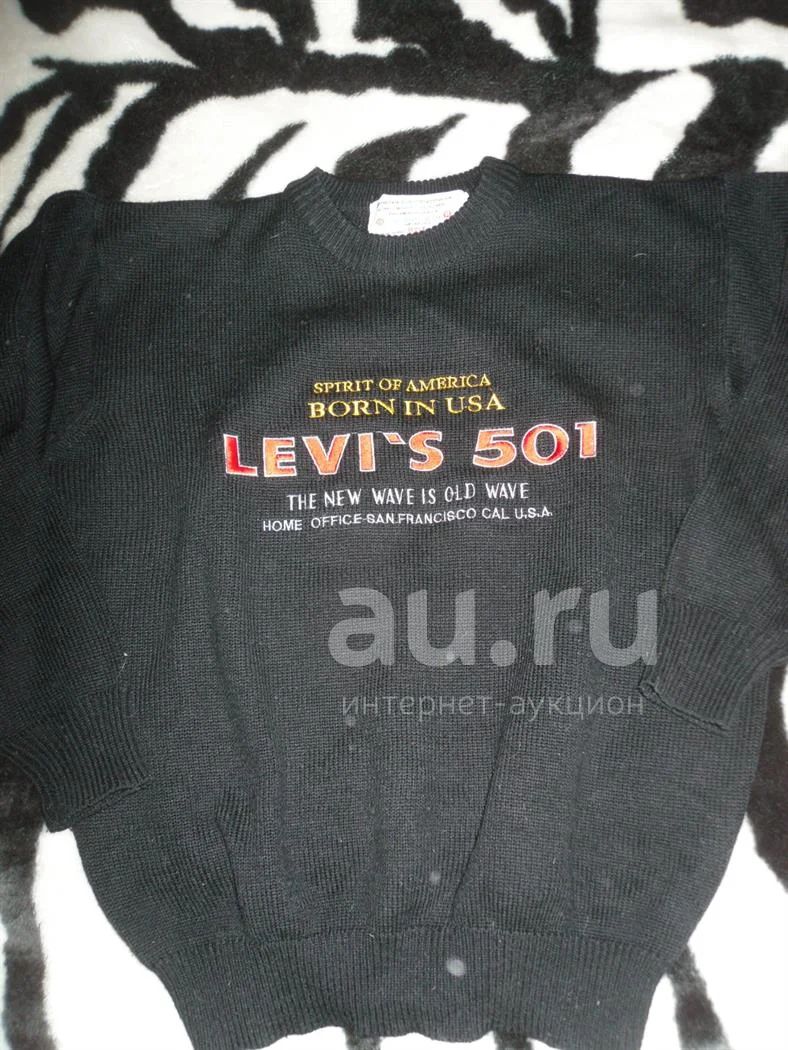 SPIRIT OF AMERICA
BORN IN USA
LEVI`S 501
THE NEW WAVE IS OLD WAVE
HOME OFFICE-SAN.FRANCISCO CAL U.S.A.
au.ru
интернет-аукцион